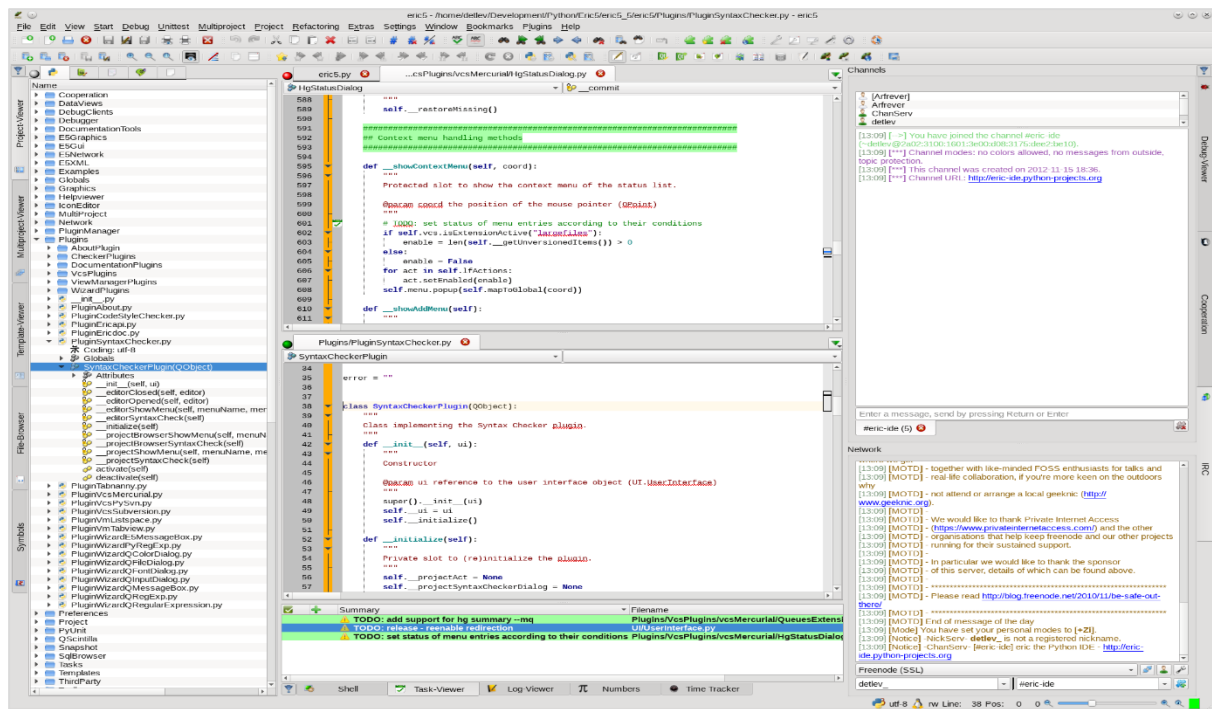 eric5 - /home/detlev/Development/Python/Eric5/eric5_5/eric5/Plugins/PluginSyntaxChecker.py - eric5
File Edit View Start Debug Unittest Multiproject Project Refactoring Extras Settings Window Bookmarks Plugins Help
Project-Viewer
Multiproject-Viewer
Template-Viewer
File-Browser
Symbols
Name
Cooperation
DataViews
DebugClients
Debugger
DocumentationTools
E5Graphics
E5Gui
E5Network
E5XML
Examples
Globals
Graphics
Helpviewer
IconEditor
MultiProject
Network
PluginManager
Plugins
AboutPlugin
CheckerPlugins
DocumentationPlugins
VcsPlugins
ViewManagerPlugins
WizardPlugins
__init__.py
PluginAbout.py
PluginCodeStyleChecker.py
PluginEricapi.py
PluginEricdoc.py
PluginSyntaxChecker.py
Coding: utf-8
Globals
SyntaxCheckerPlugin(QObject)
Attributes
__init__(self, ui)
__editorClosed(self, editor)
__editorOpened(self, editor)
__editorShowMenu(self, menuName, mer
__editorSyntaxCheck(self)
__initialize(self)
__projectBrowserShowMenu(self, menuN
__projectBrowserSyntaxCheck(self)
__projectShowMenu(self, menuName, me
__projectSyntaxCheck(self)
activate(self)
deactivate(self)
PluginTabnanny.py
PluginVcsMercurial.py
PluginVcsPySvn.py
PluginVcsSubversion.py
PluginVmListspace.py
PluginVmTabview.py
PluginWizardE5MessageBox.py
PluginWizardPyRegExp.py
PluginWizardQColorDialog.py
PluginWizardQFileDialog.py
PluginWizardQFontDialog.py
PluginWizardQInputDialog.py
PluginWizardQMessageBox.py
PluginWizardQRegExp.py
PluginWizardQRegularExpression.py
Preferences
Project
PyUnit
QScintilla
Snapshot
SqlBrowser
Tasks
Templates
ThirdParty
eric5.py ...csPlugins/vcsMercurial/HgStatusDialog.py
HgStatusDialog __commit
588 """
589 self.__restoreMissing()
590
591 ###########################################################################
592 ## Context menu handling methods
593 ###########################################################################
594
595 def __showContextMenu(self, coord):
596 """
597 Protected slot to show the context menu of the status list.
598
599 @param coord the position of the mouse pointer (QPoint)
600 """
601 # TODO: set status of menu entries according to their conditions
602 if self.vcs.isExtensionActive("largefiles"):
603 enable = len(self.__getUnversionedItems()) > 0
604 else:
605 enable = False
606 for act in self.lfActions:
607 act.setEnabled(enable)
608 self.menu.popup(self.mapToGlobal(coord))
609
610 def __showAddMenu(self):
611 """
Plugins/PluginSyntaxChecker.py
SyntaxCheckerPlugin
34
35 error = ""
36
37
38 class SyntaxCheckerPlugin(QObject):
39 """
40 Class implementing the Syntax Checker plugin.
41 """
42 def __init__(self, ui):
43 """
44 Constructor
45
46 @param ui reference to the user interface object (UI.UserInterface)
47 """
48 super().__init__(ui)
49 self.__ui = ui
50 self.__initialize()
51
52 def __initialize(self):
53 """
54 Private slot to (re)initialize the plugin.
55 """
56 self.__projectAct = None
57 self.__projectSyntaxCheckerDialog = None
Summary Filename
TODO: add support for hg summary --mq Plugins/VcsPlugins/vcsMercurial/QueuesExtensi
TODO: release - reenable redirection UI/UserInterface.py
TODO: set status of menu entries according to their conditions Plugins/VcsPlugins/vcsMercurial/HgStatusDialog
Shell Task-Viewer Log-Viewer Numbers Time Tracker
Channels
[Arfrever]
Arfrever
ChanServ
detlev
[13:09] [-->] You have joined the channel #eric-ide
[13:09] [***] Channel modes: no colors allowed, no messages from outside,
topic protection.
[13:09] [***] This channel was created on 2012-11-15 18:36.
[13:09] [***] Channel URL: http://eric-ide.python-projects.org
Enter a message, send by pressing Return or Enter
#eric-ide (5)
Network
[13:09] [MOTD] - together with like-minded FOSS enthusiasts for talks and
[13:09] [MOTD] - real-life collaboration, if you're more keen on the outdoors
why
[13:09] [MOTD] - not attend or arrange a local geeknic (http://
www.geeknic.org).
[13:09] [MOTD] -
[13:09] [MOTD] - We would like to thank Private Internet Access
[13:09] [MOTD] - (https://www.privateinternetaccess.com/) and the other
[13:09] [MOTD] - organisations that help keep freenode and our other projects
[13:09] [MOTD] - running for their sustained support.
[13:09] [MOTD] -
[13:09] [MOTD] - In particular we would like to thank the sponsor
[13:09] [MOTD] - of this server, details of which can be found above.
[13:09] [MOTD] -
[13:09] [MOTD] - Please read http://blog.freenode.net/2010/11/be-safe-out-
there/
[13:09] [MOTD] End of message of the day
[13:09] [Mode] You have set your personal modes to [+Zi].
[13:09] [Notice] -NickServ- detlev_ is not a registered nickname.
[13:09] [Notice] -ChanServ- [#eric-ide] eric the Python IDE - http://eric-
ide.python-projects.org
Freenode (SSL)
detlev_ #eric-ide
Debug-Viewer
Cooperation
IRC
utf-8 rw Line: 38 Pos: 0 0